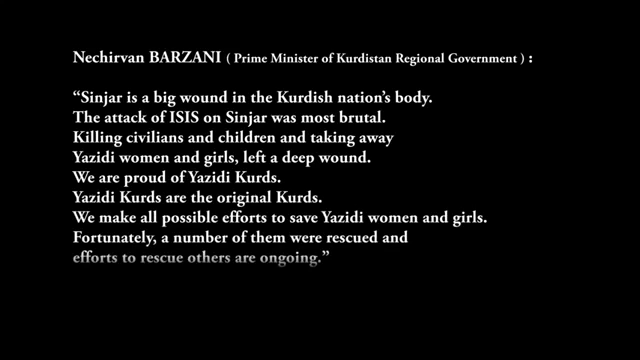 Nechirvan BARZANI ( Prime Minister of Kurdistan Regional Government ) :
“Sinjar is a big wound in the Kurdish nation’s body.
The attack of ISIS on Sinjar was most brutal.
Killing civilians and children and taking away
Yazidi women and girls, left a deep wound.
We are proud of Yazidi Kurds.
Yazidi Kurds are the original Kurds.
We make all possible efforts to save Yazidi women and girls.
Fortunately, a number of them were rescued and
efforts to rescue others are ongoing.”